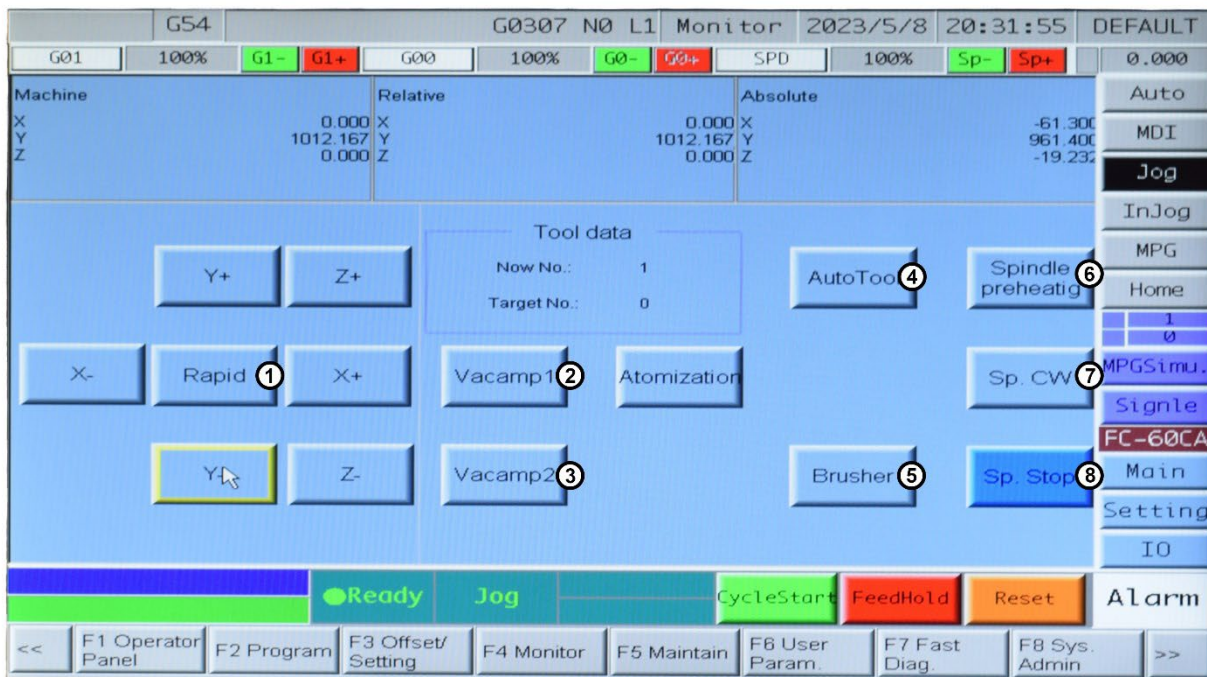 G54 G0307 N0 L1 Monitor 2023/5/8 20:31:55 DEFAULT
G01 100% G1- G1+ G00 100% G0- G0+ SPD 100% Sp- Sp+ 0.000
Machine Relative Absolute
X 0.000 X 0.000 X -61.300
Y 1012.167 Y 1012.167 Y 961.400
Z 0.000 Z 0.000 Z -19.232
Auto
MDI
Jog
InJog
MPG
Home
1
0
MPGSimu.
Signle
FC-60CA
Main
Setting
IO
Tool data
Now No.: 1
Target No.: 0
Y+ Z+
AutoToo 4
Spindle
preheatig 6
X- Rapid 1 X+
Vacamp1 2 Atomization
Sp. CW 7
Y- Z-
Vacamp2 3
Brusher 5
Sp. Stop 8
Ready Jog CycleStart FeedHold Reset Alarm
<< F1 Operator
Panel
F2 Program
F3 Offset/
Setting
F4 Monitor
F5 Maintain
F6 User
Param.
F7 Fast
Diag.
F8 Sys.
Admin
>>